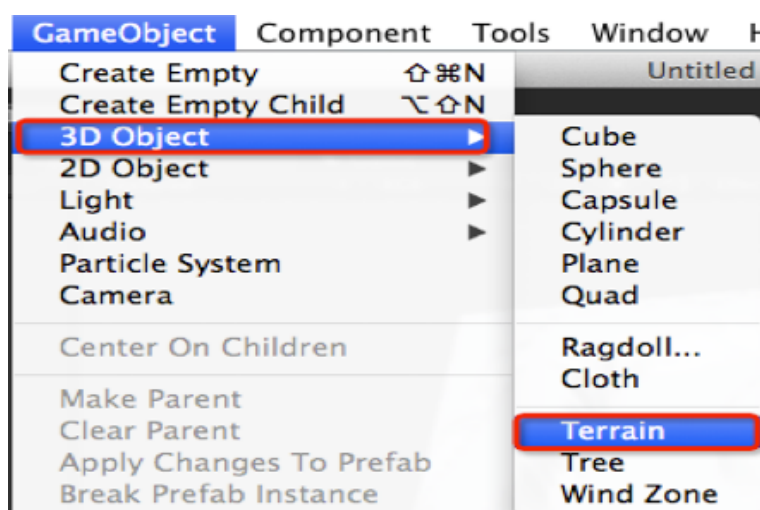 GameObject Component Tools Window H
Untitled
Create Empty ⇧⌘N
Create Empty Child ⌥⇧N
3D Object ▶
2D Object ▶
Light ▶
Audio ▶
Particle System
Camera
Center On Children
Make Parent
Clear Parent
Apply Changes To Prefab
Break Prefab Instance
Cube
Sphere
Capsule
Cylinder
Plane
Quad
Ragdoll...
Cloth
Terrain
Tree
Wind Zone